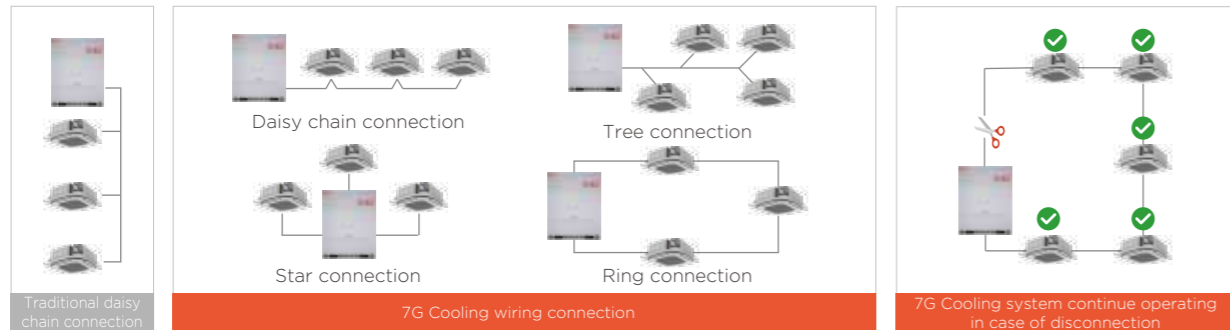 Daisy chain connection
Tree connection
Star connection
Ring connection
Traditional daisy
chain connection
7G Cooling wiring connection
7G Cooling system continue operating
in case of disconnection